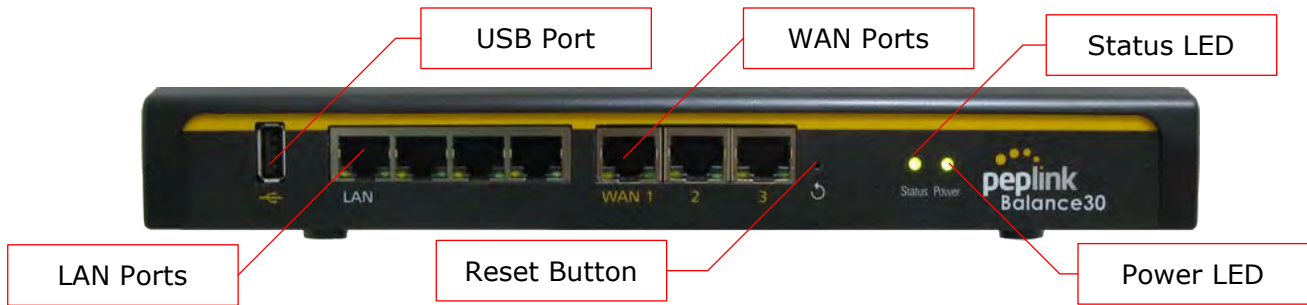 USB Port
WAN Ports
Status LED
LAN
WAN 1
2
3
Status
Power
peplink
Balance30
LAN Ports
Reset Button
Power LED